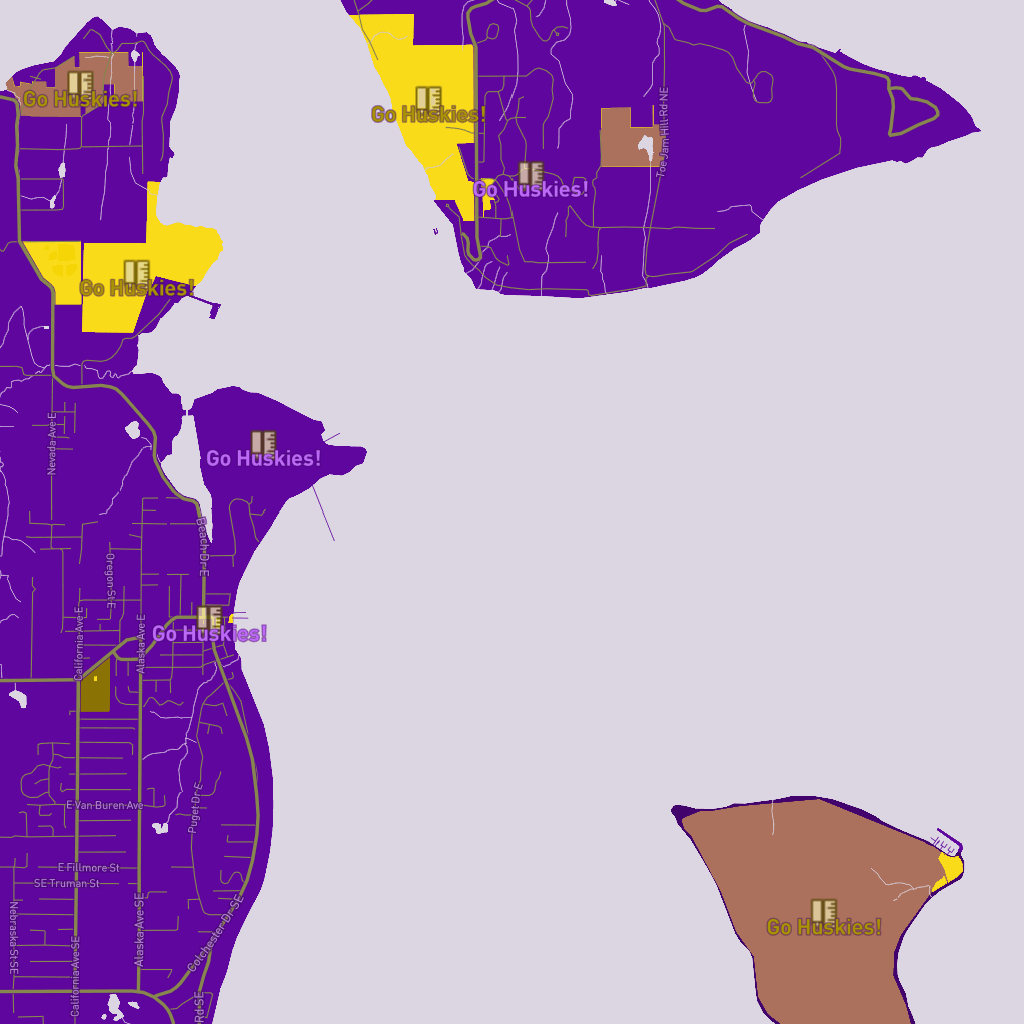 Go Huskies!
Go Huskies!
Toe Jam Hill Rd NE
Go Huskies!
Go Huskies!
Nevada Ave E
Go Huskies!
Beach Dr E
Oregon St E
California Ave E
Alaska Ave E
Go Huskies!
E Van Buren Ave
Puget Dr E
E Fillmore St
SE Truman St
Nebraska St SE
California Ave SE
Alaska Ave SE
Colchester Dr SE
Rd SE
Go Huskies!